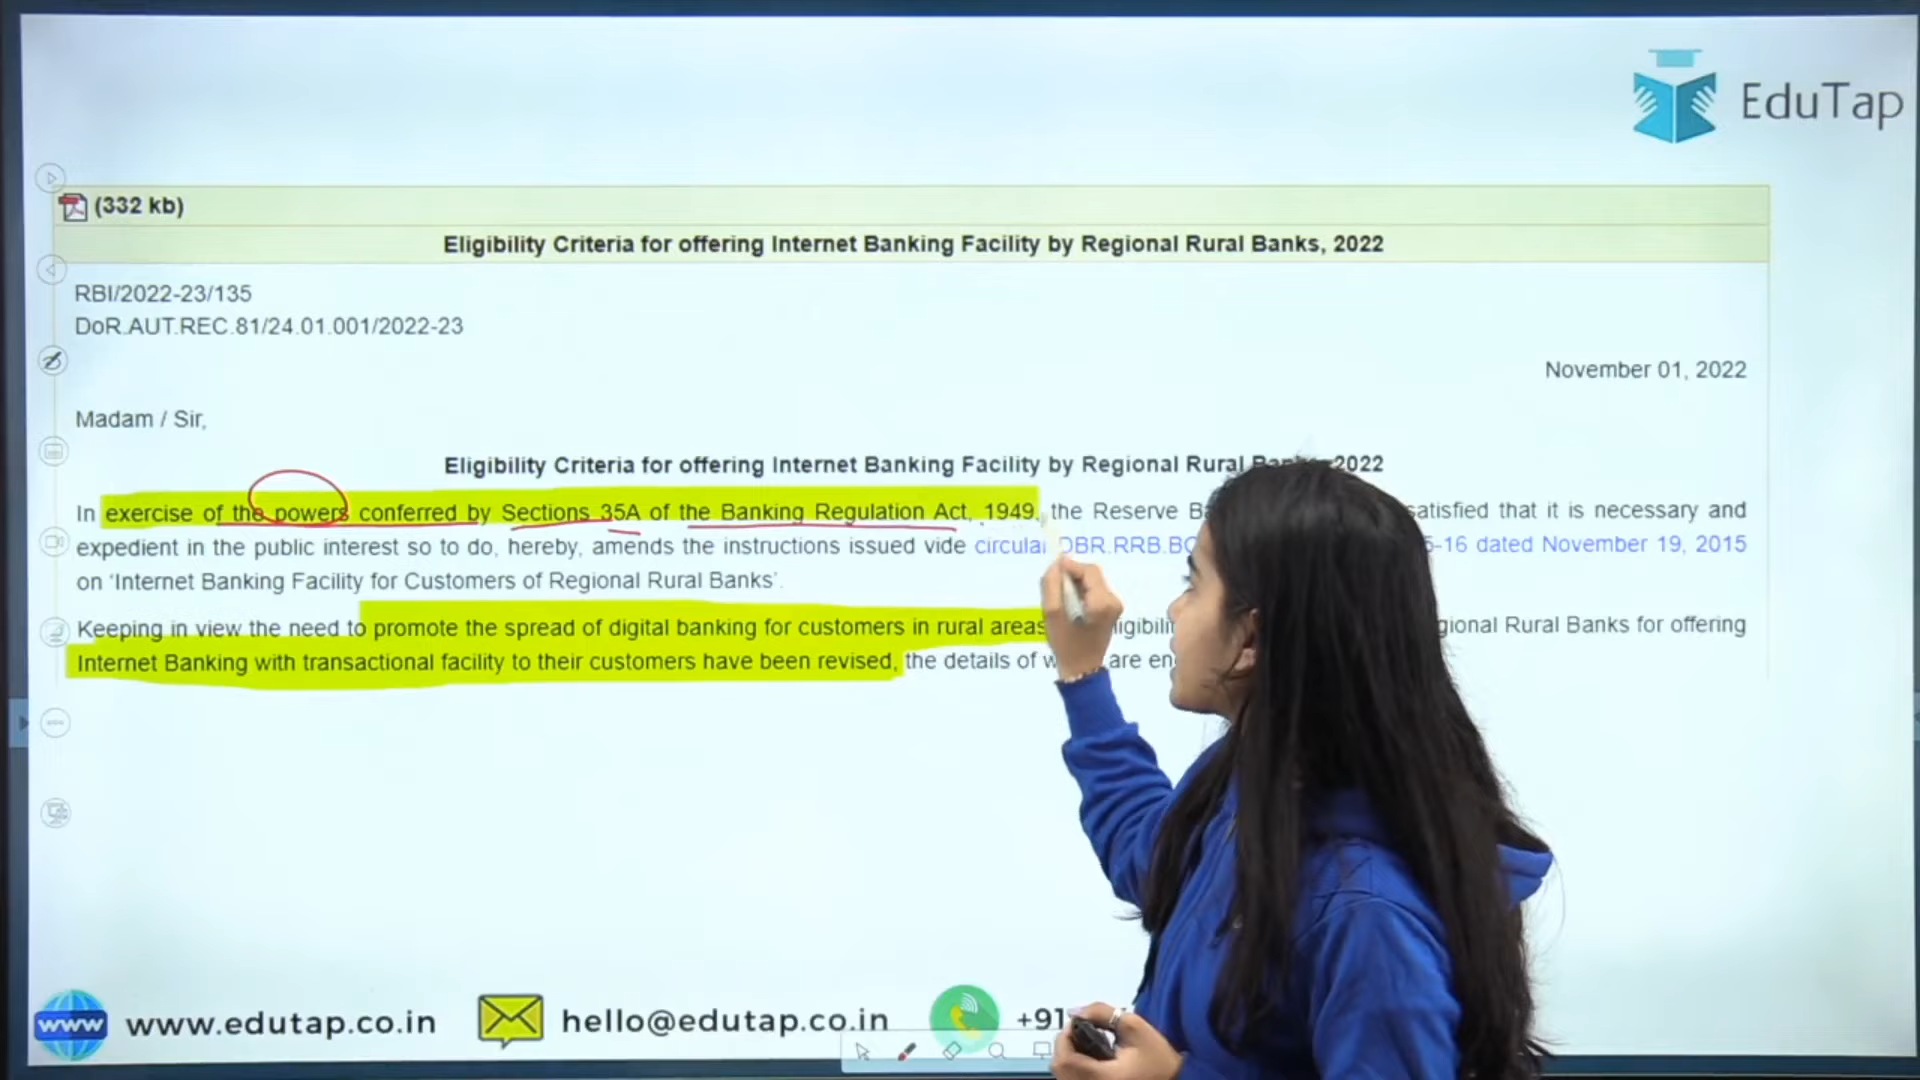 EduTap
(332 kb)
Eligibility Criteria for offering Internet Banking Facility by Regional Rural Banks, 2022
RBI/2022-23/135
DoR.AUT.REC.81/24.01.001/2022-23
November 01, 2022
Madam / Sir,
Eligibility Criteria for offering Internet Banking Facility by Regional Rural 2022
In exercise of the powers conferred by Sections 35A of the Banking Regulation Act, 1949, the Reserve satisfied that it is necessary and
expedient in the public interest so to do, hereby, amends the instructions issued vide circular DBR.RRB. dated November 19, 2015
on ‘Internet Banking Facility for Customers of Regional Rural Banks’.
Keeping in view the need to promote the spread of digital banking for customers in rural areas Rural Banks for offering
Internet Banking with transactional facility to their customers have been revised, the details of are
www
www.edutap.co.in
hello@edutap.co.in
+91